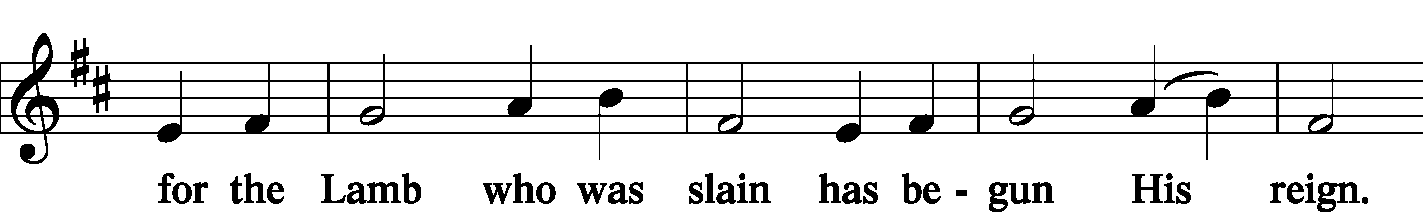 for the Lamb who was slain has be - gun His reign.